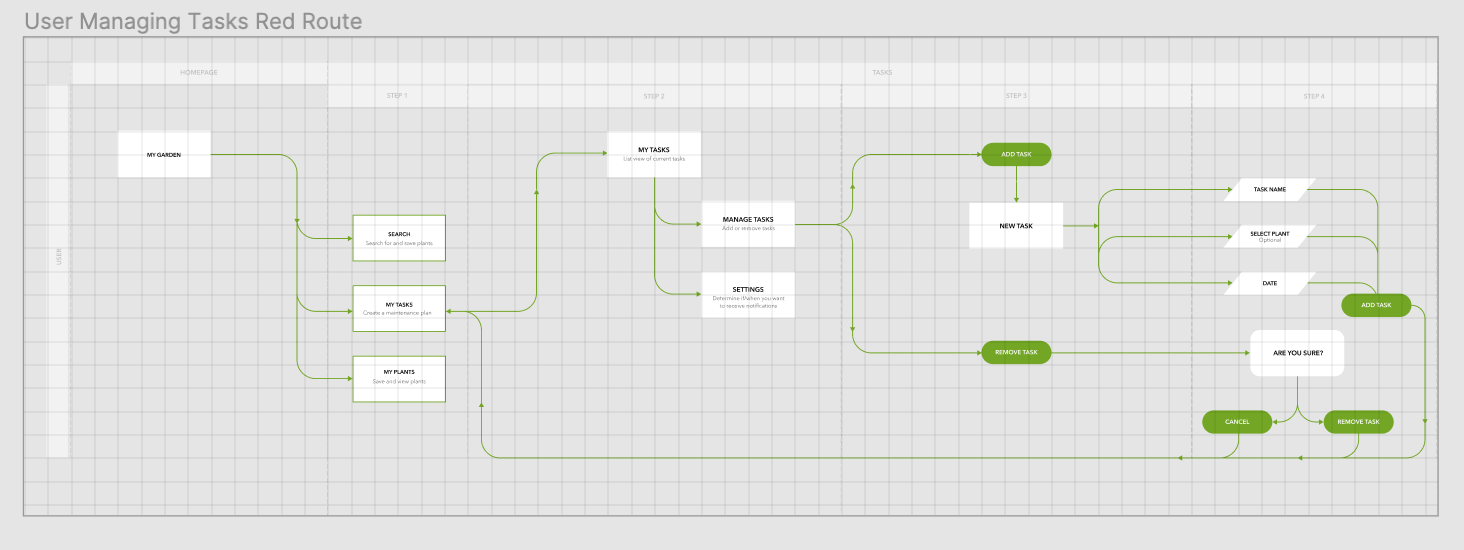 User Managing Tasks Red Route
HOMEPAGE
TASKS
STEP 1
STEP 2
STEP 3
STEP 4
USER
MY GARDEN
SEARCH
Search for and save plants
MY TASKS
Create a maintenance plan
MY PLANTS
Save and view plants
MY TASKS
List view of current tasks
MANAGE TASKS
Add or remove tasks
SETTINGS
Determine if/when you want
to receive notifications
ADD TASK
NEW TASK
REMOVE TASK
TASK NAME
SELECT PLANT
Optional
DATE
ADD TASK
ARE YOU SURE?
CANCEL
REMOVE TASK